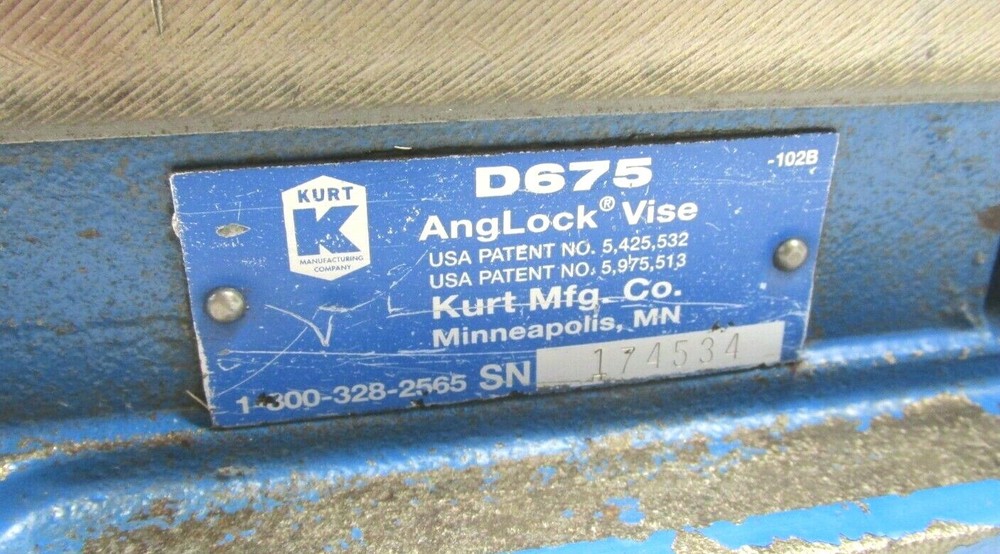 -102B
KURT
K
MANUFACTURING
COMPANY
D675
AngLock® Vise
USA PATENT NO. 5,425,532
USA PATENT NO. 5,975,513
Kurt Mfg. Co.
Minneapolis, MN
1-800-328-2565 SN 174534